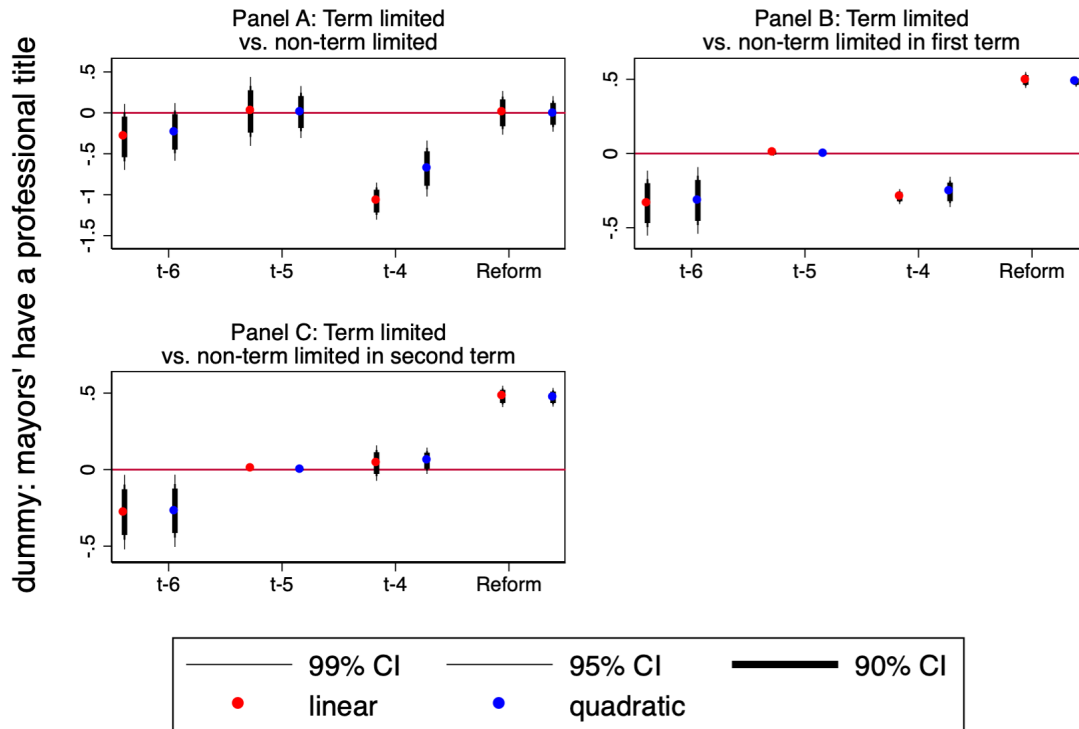 dummy: mayors' have a professional title
Panel A: Term limited
vs. non-term limited
.5
0
-.5
-1
-1.5
t-6 t-5 t-4 Reform
Panel B: Term limited
vs. non-term limited in first term
.5
0
-.5
t-6 t-5 t-4 Reform
Panel C: Term limited
vs. non-term limited in second term
.5
0
-.5
t-6 t-5 t-4 Reform
99% CI 95% CI 90% CI
linear quadratic